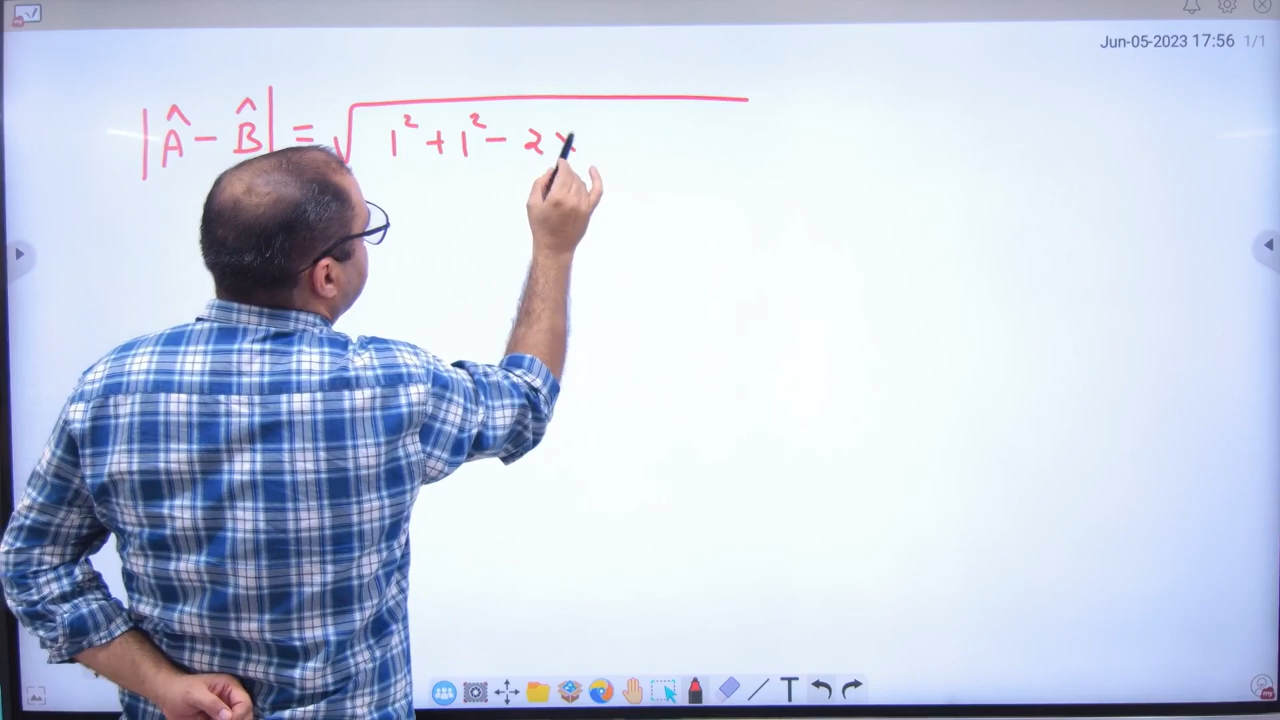 Jun-05-2023 17:56 1/1
|Â - B̂| = √1² + 1² - 2 ×
T